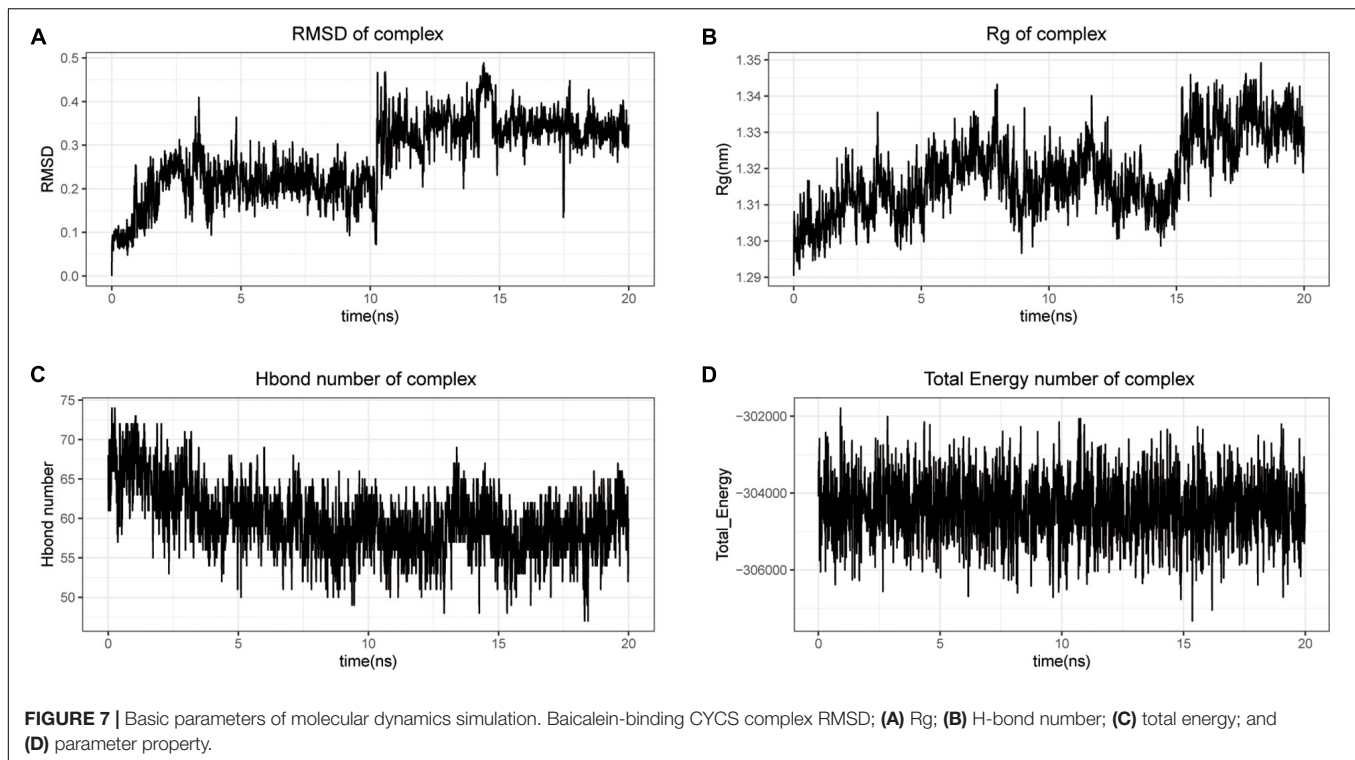 A
RMSD of complex
0.5
0.4
0.3
0.2
0.1
0.0
RMSD
0 5 10 15 20
time(ns)
B
Rg of complex
1.35
1.34
1.33
1.32
1.31
1.30
1.29
Rg(nm)
0 5 10 15 20
time(ns)
C
Hbond number of complex
75
70
65
60
55
50
Hbond number
0 5 10 15 20
time(ns)
D
Total Energy number of complex
−302000
−304000
−306000
Total_Energy
0 5 10 15 20
time(ns)
FIGURE 7 | Basic parameters of molecular dynamics simulation. Baicalein-binding CYCS complex RMSD; (A) Rg; (B) H-bond number; (C) total energy; and
(D) parameter property.